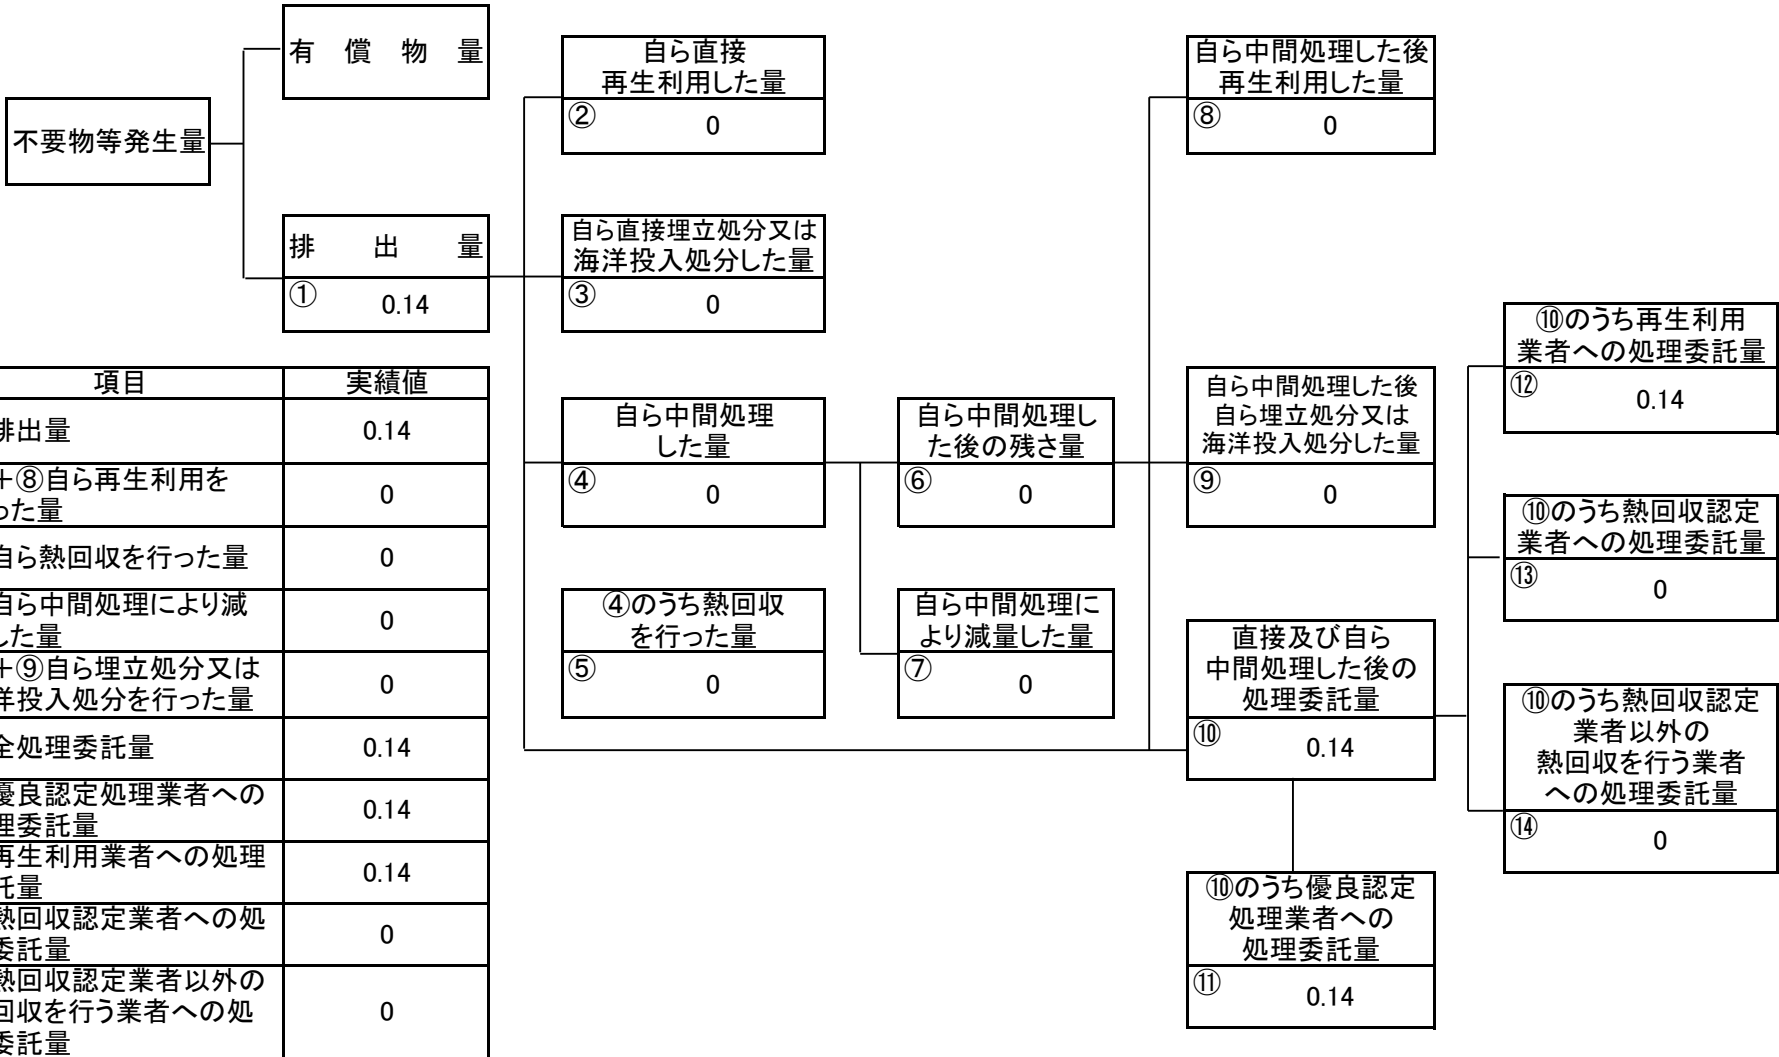 有償物量
不要物等発生量
排出量
① 0.14
自ら直接
再生利用した量
② 0
自ら直接埋立処分又は
海洋投入処分した量
③ 0
自ら中間処理
した量
④ 0
④のうち熱回収
を行った量
⑤ 0
自ら中間処理し
た後の残さ量
⑥ 0
自ら中間処理に
より減量した量
⑦ 0
自ら中間処理した後
再生利用した量
⑧ 0
自ら中間処理した後
自ら埋立処分又は
海洋投入処分した量
⑨ 0
直接及び自ら
中間処理した後の
処理委託量
⑩ 0.14
⑩のうち優良認定
処理業者への
処理委託量
⑪ 0.14
⑩のうち再生利用
業者への処理委託量
⑫ 0.14
⑩のうち熱回収認定
業者への処理委託量
⑬ 0
⑩のうち熱回収認定
業者以外の
熱回収を行う業者
への処理委託量
⑭ 0
項目 実績値
排出量 0.14
+⑧自ら再生利用を
った量
0
自ら熱回収を行った量 0
自ら中間処理により減
した量
0
+⑨自ら埋立処分又は
洋投入処分を行った量
0
全処理委託量 0.14
優良認定処理業者への
理委託量
0.14
再生利用業者への処理
託量
0.14
熱回収認定業者への処
委託量
0
熱回収認定業者以外の
回収を行う業者への処
委託量
0